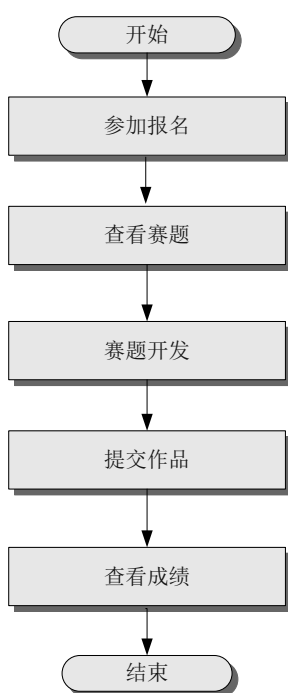 开始
参加报名
查看赛题
赛题开发
提交作品
查看成绩
结束